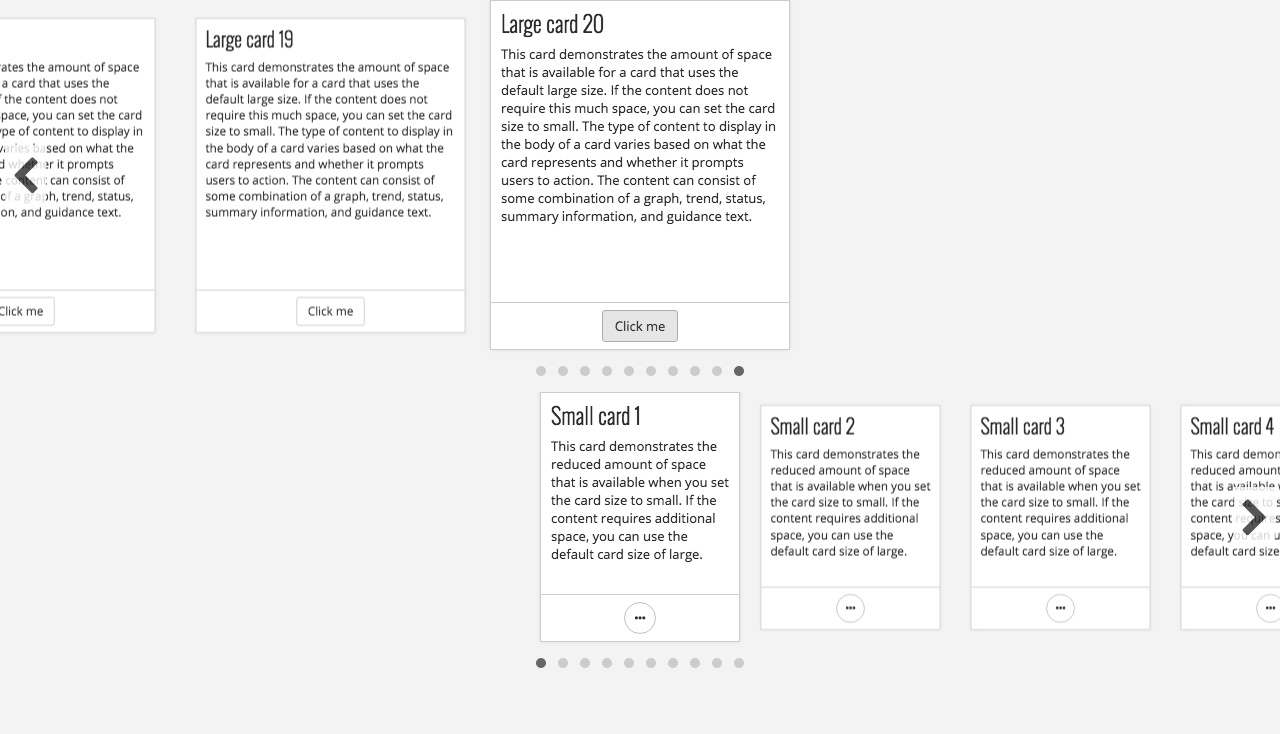 ates the amount of space
a card that uses the
the content does not
space, you can set the card
ype of content to display in
varies based on what the
d whether it prompts
content can consist of
of a graph, trend, status,
on, and guidance text.
Click me
Large card 19
This card demonstrates the amount of space
that is available for a card that uses the
default large size. If the content does not
require this much space, you can set the card
size to small. The type of content to display in
the body of a card varies based on what the
card represents and whether it prompts
users to action. The content can consist of
some combination of a graph, trend, status,
summary information, and guidance text.
Click me
Large card 20
This card demonstrates the amount of space
that is available for a card that uses the
default large size. If the content does not
require this much space, you can set the card
size to small. The type of content to display in
the body of a card varies based on what the
card represents and whether it prompts
users to action. The content can consist of
some combination of a graph, trend, status,
summary information, and guidance text.
Click me
Small card 1
This card demonstrates the
reduced amount of space
that is available when you set
the card size to small. If the
content requires additional
space, you can use the
default card size of large.
Small card 2
This card demonstrates the
reduced amount of space
that is available when you set
the card size to small. If the
content requires additional
space, you can use the
default card size of large.
Small card 3
This card demonstrates the
reduced amount of space
that is available when you set
the card size to small. If the
content requires additional
space, you can use the
default card size of large.
Small card 4
This card demons
reduced amount
that is available w
the card size to s
content requires
space, you can u
default card size